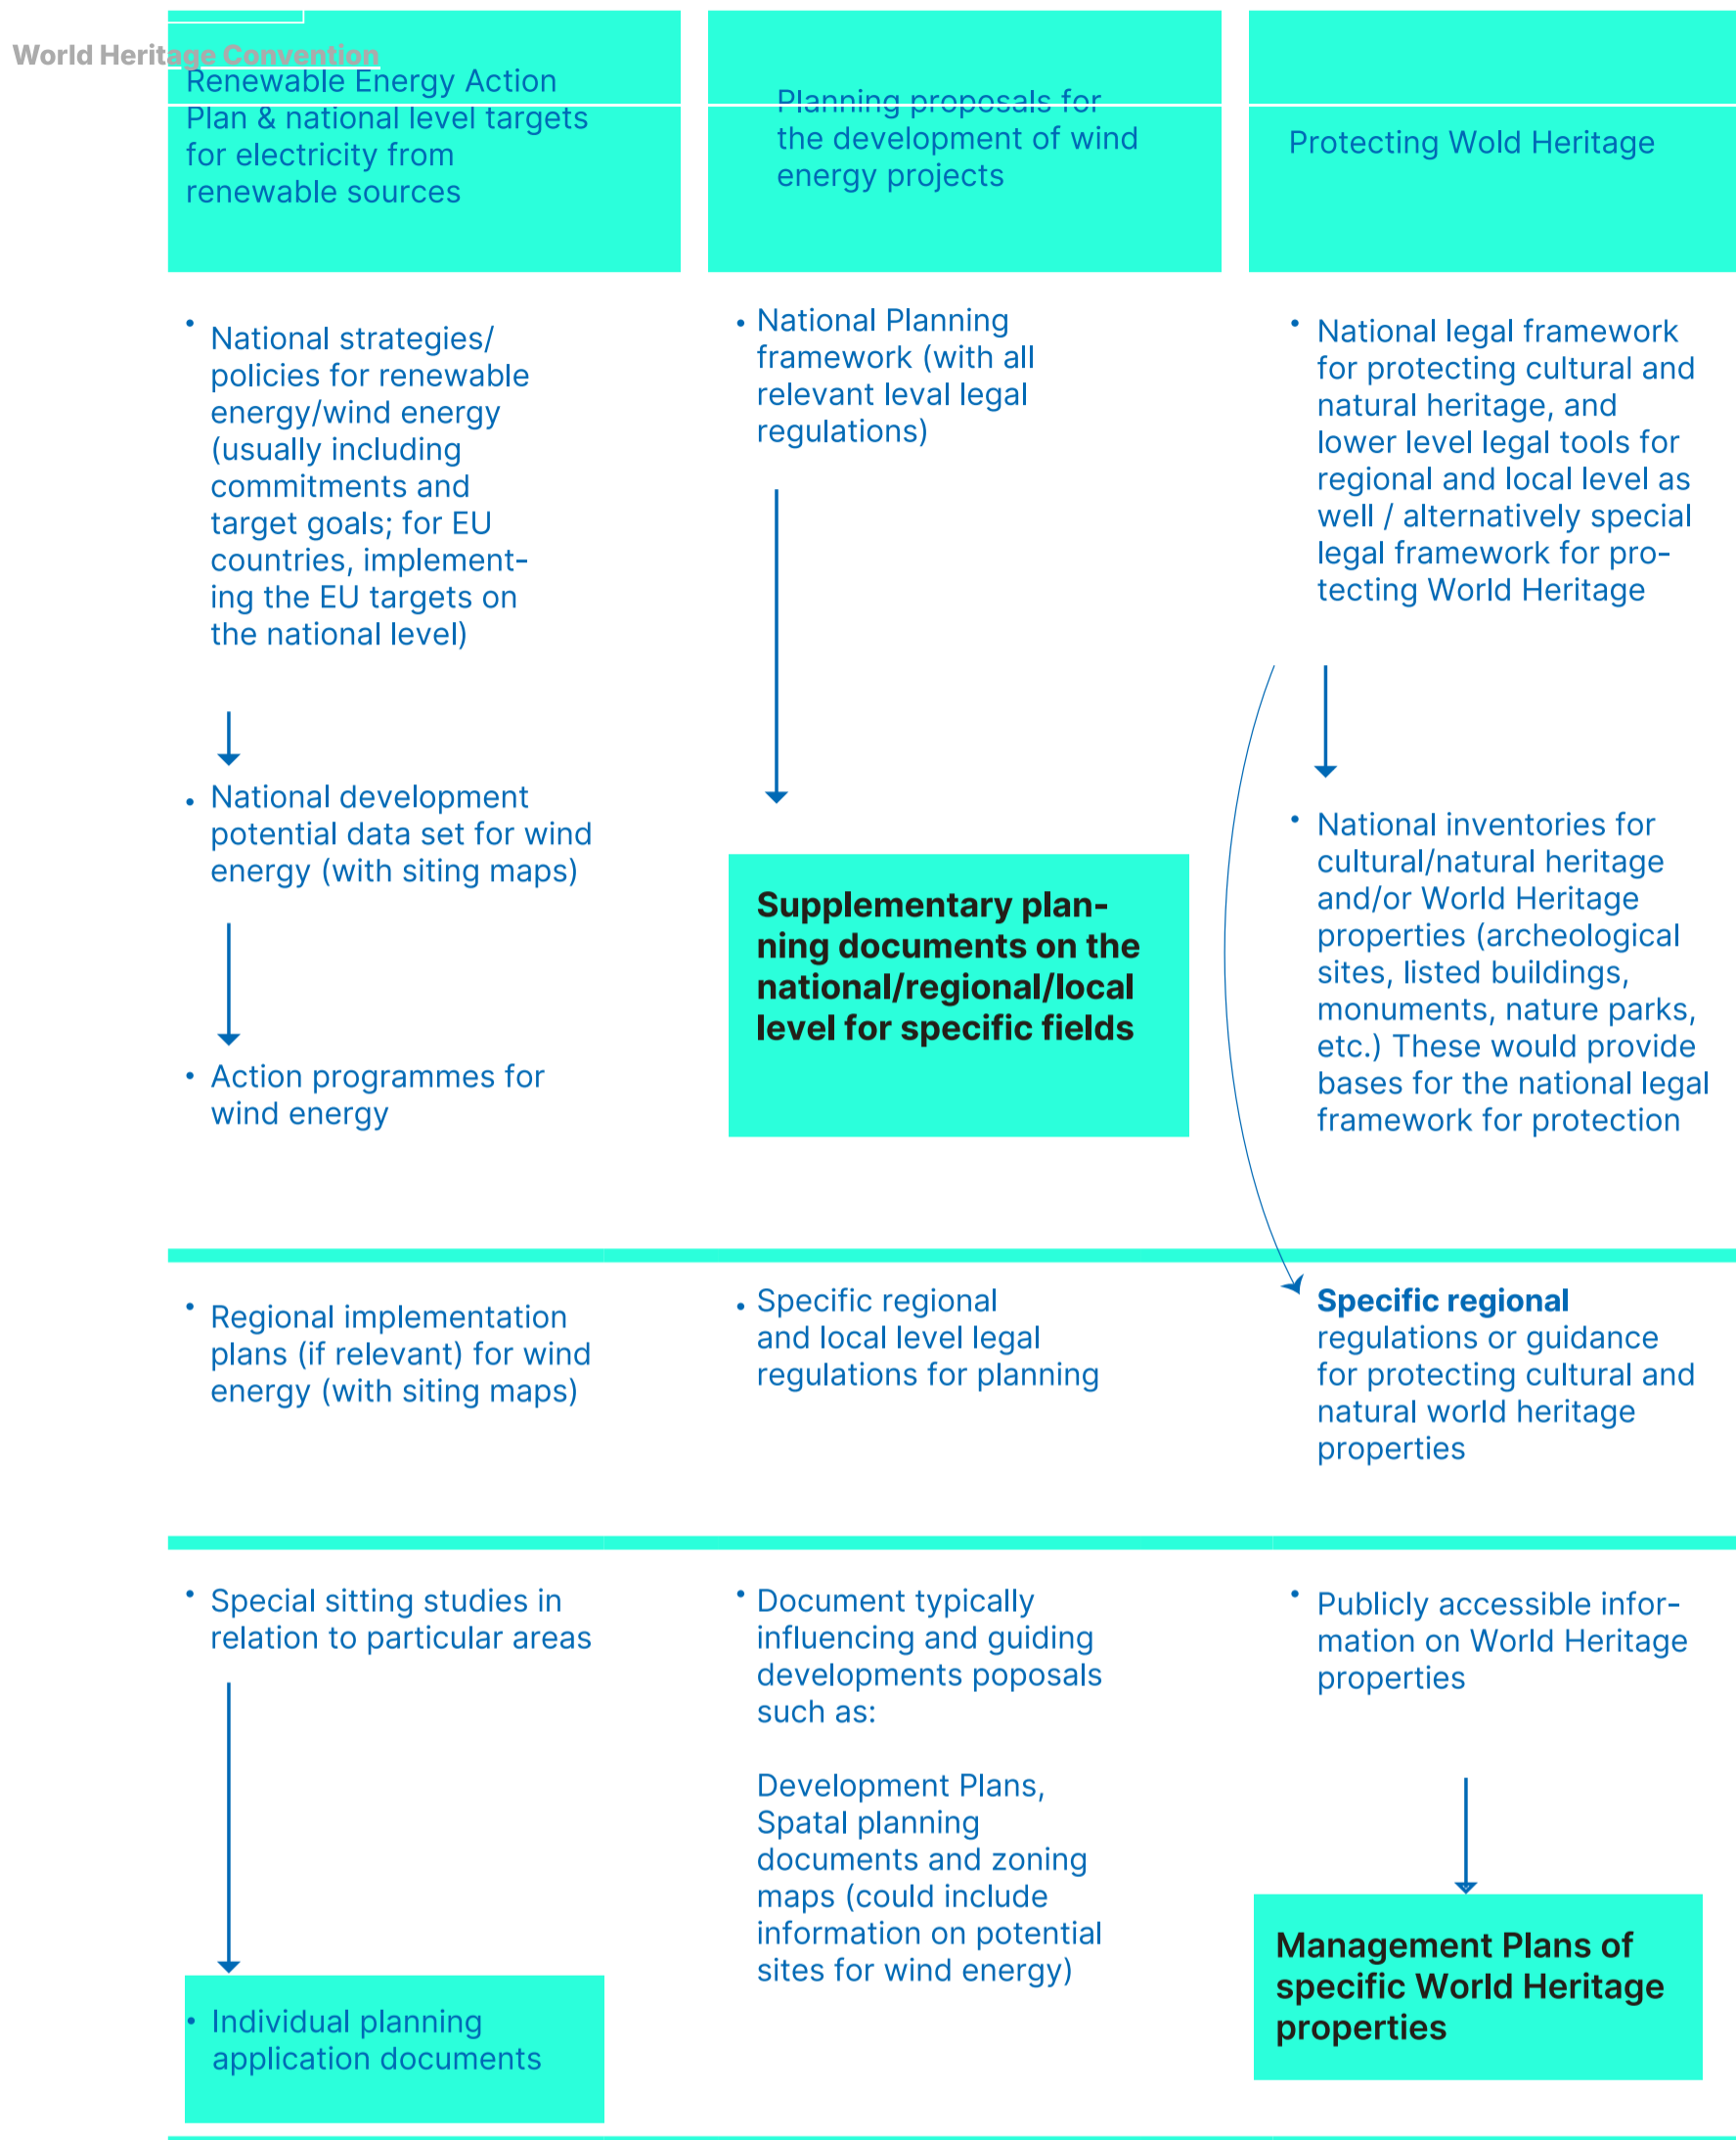 World Heritage Convention
Renewable Energy Action
Plan & national level targets
for electricity from
renewable sources
Planning proposals for
the development of wind
energy projects
Protecting Wold Heritage
• National strategies/
policies for renewable
energy/wind energy
(usually including
commitments and
target goals; for EU
countries, implement-
ing the EU targets on
the national level)
• National development
potential data set for wind
energy (with siting maps)
• Action programmes for
wind energy
• National Planning
framework (with all
relevant leval legal
regulations)
Supplementary plan-
ning documents on the
national/regional/local
level for specific fields
• National legal framework
for protecting cultural and
natural heritage, and
lower level legal tools for
regional and local level as
well / alternatively special
legal framework for pro-
tecting World Heritage
• National inventories for
cultural/natural heritage
and/or World Heritage
properties (archeological
sites, listed buildings,
monuments, nature parks,
etc.) These would provide
bases for the national legal
framework for protection
• Regional implementation
plans (if relevant) for wind
energy (with siting maps)
• Specific regional
and local level legal
regulations for planning
Specific regional
regulations or guidance
for protecting cultural and
natural world heritage
properties
• Special sitting studies in
relation to particular areas
• Individual planning
application documents
• Document typically
influencing and guiding
developments poposals
such as:
Development Plans,
Spatal planning
documents and zoning
maps (could include
information on potential
sites for wind energy)
• Publicly accessible infor-
mation on World Heritage
properties
Management Plans of
specific World Heritage
properties